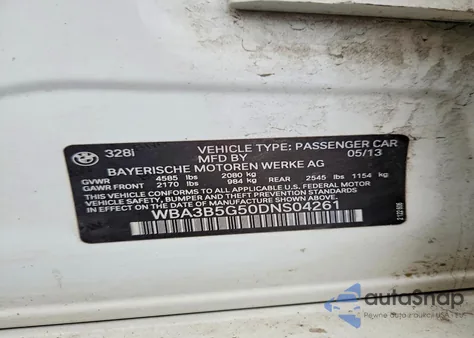 328i VEHICLE TYPE: PASSENGER CAR
MFD BY 05/13
BAYERISCHE MOTOREN WERKE AG
GVWR 4585 lbs 2080 kg
GAWR FRONT 2170 lbs 984 kg REAR 2545 lbs 1154 kg
THIS VEHICLE CONFORMS TO ALL APPLICABLE U.S. FEDERAL MOTOR
VEHICLE SAFETY, BUMPER AND THEFT PREVENTION STANDARDS
IN EFFECT ON THE DATE OF MANUFACTURE SHOWN ABOVE.
WBA3B5G50DNS04261
autoSnap